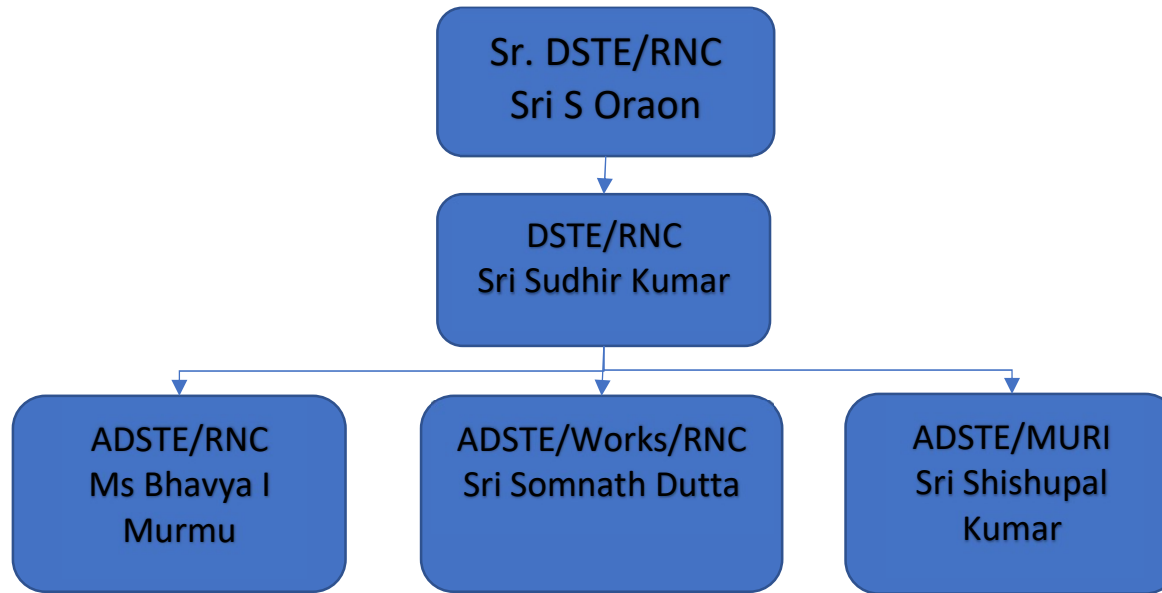 Sr. DSTE/RNC
Sri S Oraon
DSTE/RNC
Sri Sudhir Kumar
ADSTE/RNC
Ms Bhavya I
Murmu
ADSTE/Works/RNC
Sri Somnath Dutta
ADSTE/MURI
Sri Shishupal
Kumar